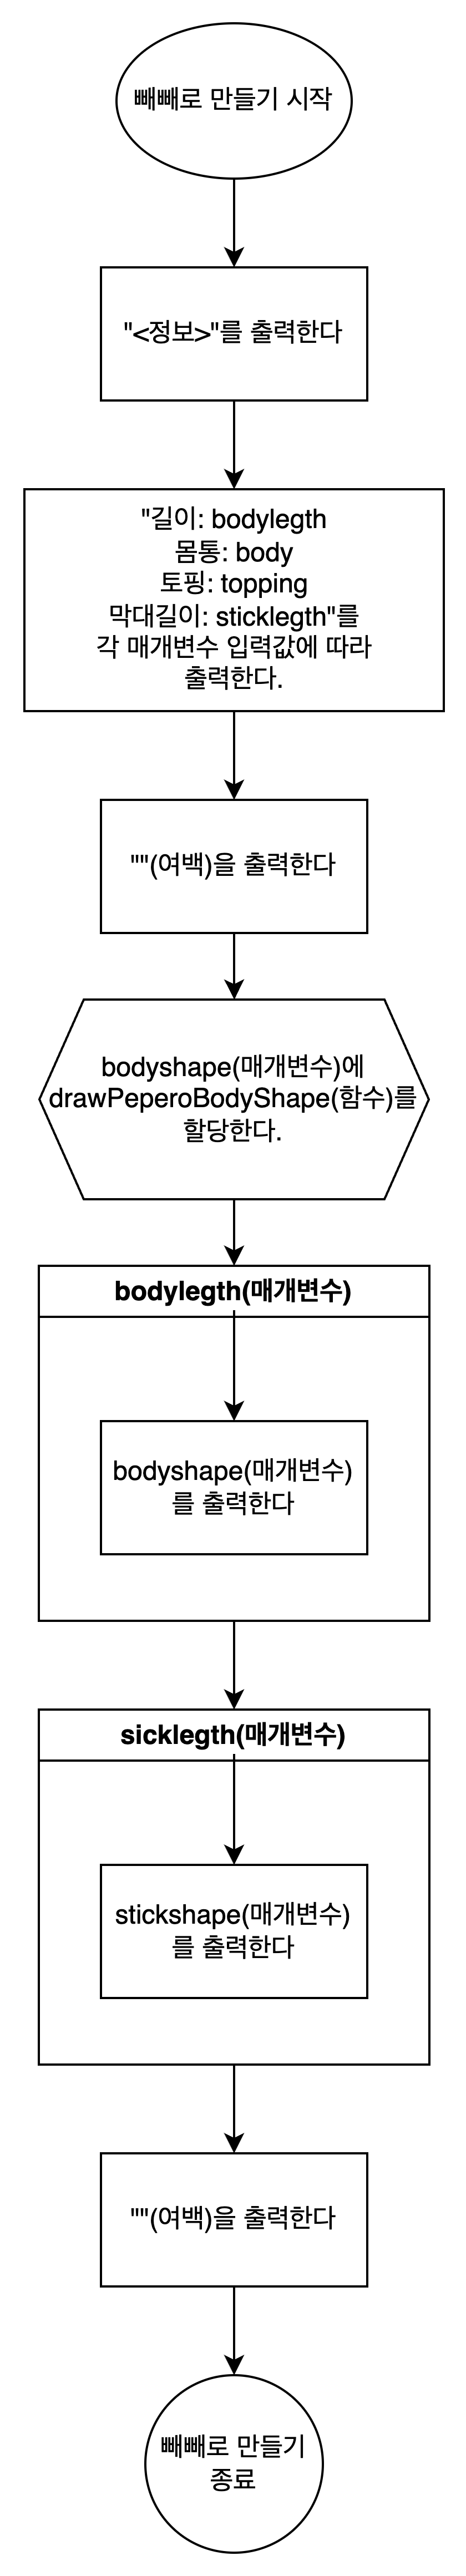 빼빼로 만들기 시작
"<정보>"를 출력한다
"길이: bodylegth
몸통: body
토핑: topping
막대길이: sticklegth"를
각 매개변수 입력값에 따라
출력한다.
""(여백)을 출력한다
bodyshape(매개변수)에
drawPeperoBodyShape(함수)를
할당한다.
bodylegth(매개변수)
bodyshape(매개변수)
를 출력한다
sicklegth(매개변수)
stickshape(매개변수)
를 출력한다
""(여백)을 출력한다
빼빼로 만들기
종료